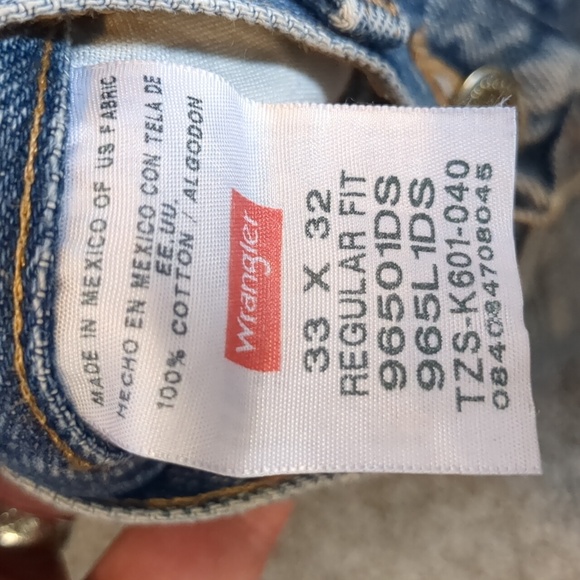 MADE IN MEXICO OF US FABRIC
HECHO EN MEXICO CON TELA DE
EE.UU.
100% COTTON / ALGODON
Wrangler
33 X 32
REGULAR FIT
96501DS
965L1DS
TZS-K601-040
084084708045